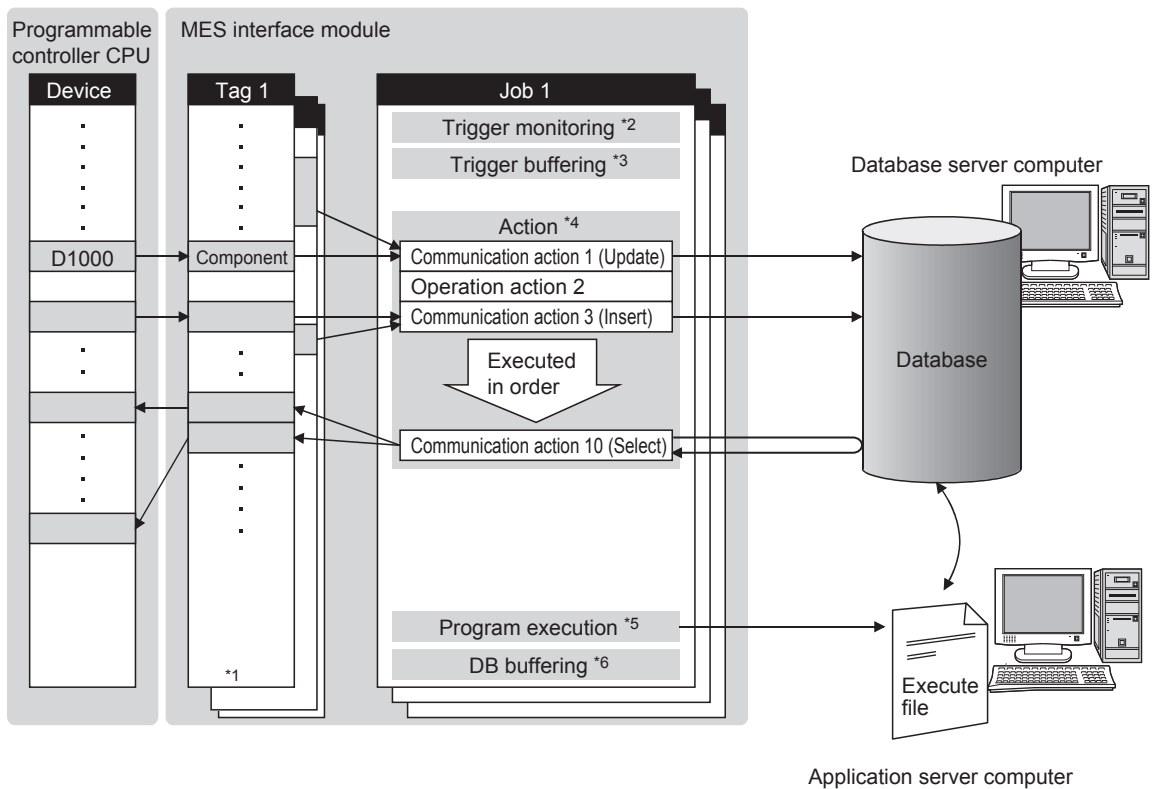 Programmable
controller CPU
MES interface module
Device
Tag 1
Job 1
Trigger monitoring *2
Trigger buffering *3
Database server computer
Action *4
D1000
Component
Communication action 1 (Update)
Operation action 2
Communication action 3 (Insert)
Executed
in order
Database
Communication action 10 (Select)
Program execution *5
DB buffering *6
*1
Execute
file
Application server computer